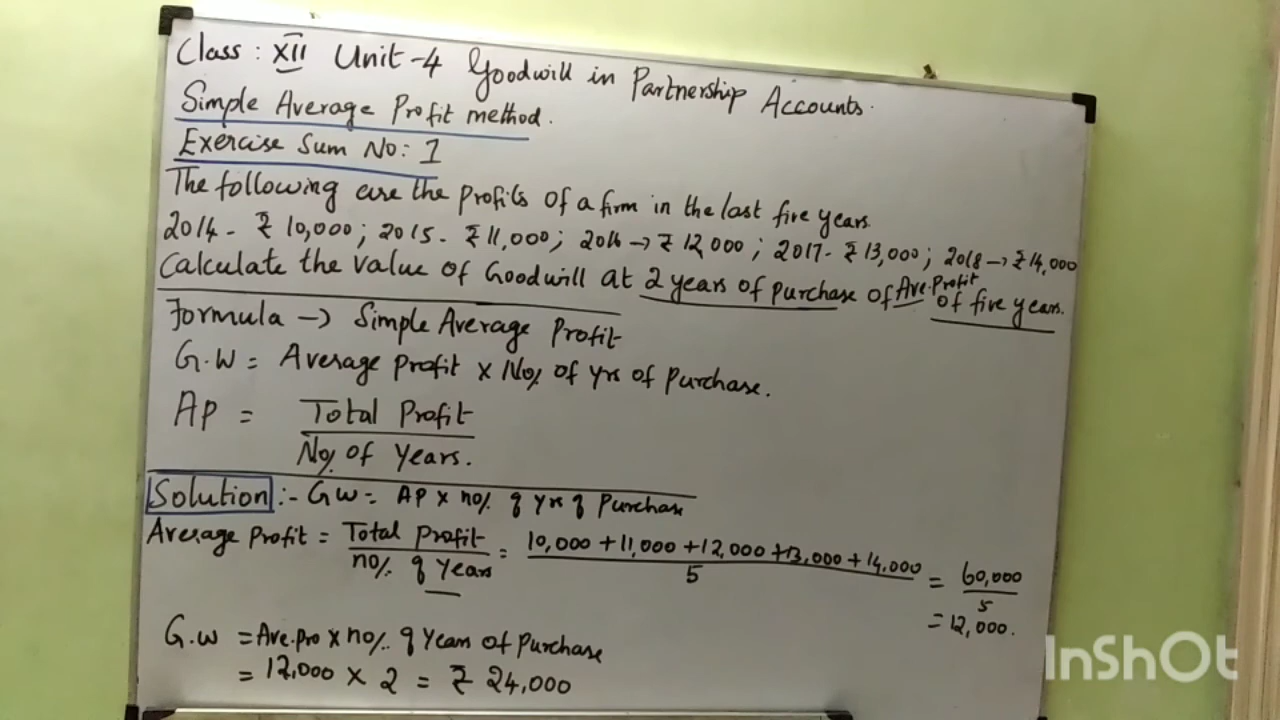 Class : XII Unit-4 Goodwill in Partnership Accounts.
Simple Average Profit method.
Exercise Sum No: 1
The following are the profits of a firm in the last five years.
2014 - ₹ 10,000 ; 2015 - ₹ 11,000 ; 2016 → ₹ 12000 ; 2017 - ₹ 13,000 ; 2018 → ₹ 14,000
Calculate the value of Goodwill at 2 years of purchase of Ave.Profit of five years.
Formula → Simple Average Profit
G.W = Average Profit x No% of yrs of Purchase.
AP = Total Profit
No% of Years.
Solution :- GW = AP x no% of yrs of Purchase
Average Profit = Total Profit = 10,000 + 11,000 + 12,000 + 13,000 + 14,000 = 60,000
no% of Years 5 5
= 12,000.
G.W = Ave.Pro x no%. of Years of Purchase
= 12,000 x 2 = ₹ 24,000
InShOt